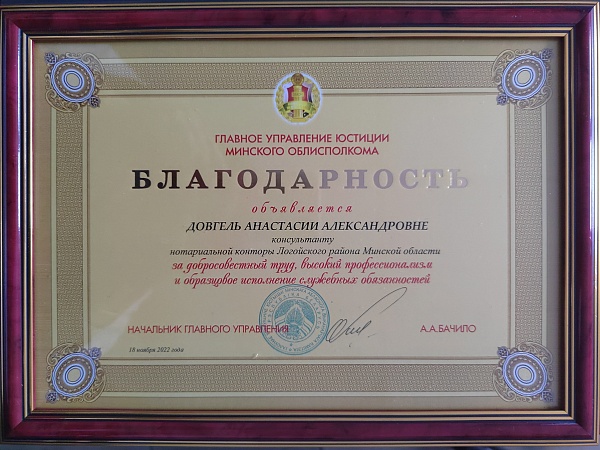 ГЛАВНОЕ УПРАВЛЕНИЕ ЮСТИЦИИ
МИНСКОГО ОБЛИСПОЛКОМА
БЛАГОДАРНОСТЬ
объявляется
ДОВГЕЛЬ АНАСТАСИИ АЛЕКСАНДРОВНЕ
консультанту
нотариальной конторы Логойского района Минской области
за добросовестный труд, высокий профессионализм
и образцовое исполнение служебных обязанностей
НАЧАЛЬНИК ГЛАВНОГО УПРАВЛЕНИЯ
А.А.БАЧИЛО
18 ноября 2022 года